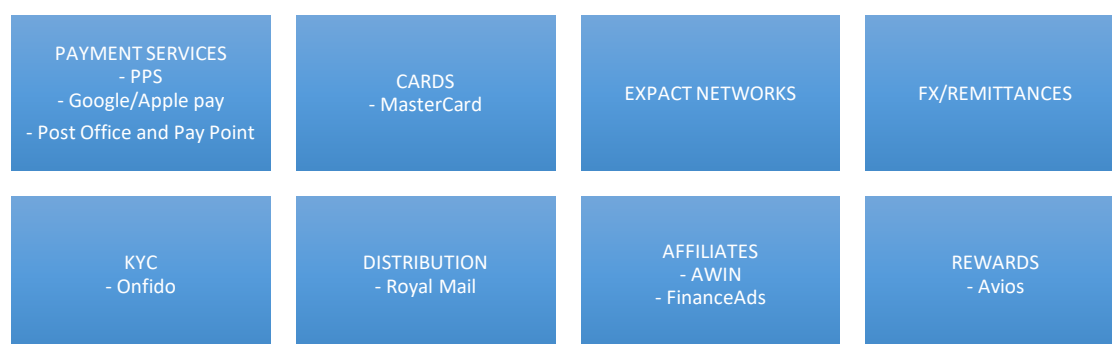 PAYMENT SERVICES
- PPS
- Google/Apple pay
- Post Office and Pay Point
CARDS
- MasterCard
EXPACT NETWORKS
FX/REMITTANCES
KYC
- Onfido
DISTRIBUTION
- Royal Mail
AFFILIATES
- AWIN
- FinanceAds
REWARDS
- Avios